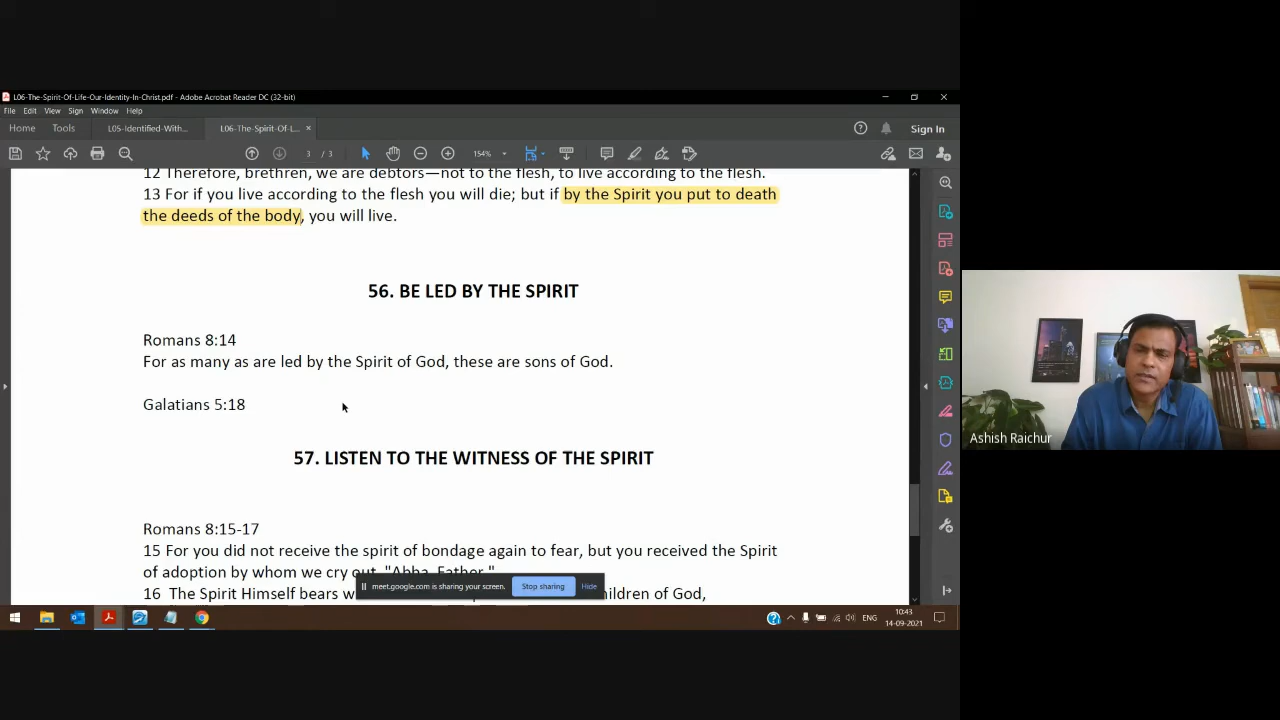 L06-The-Spirit-Of-Life-Our-Identity-In-Christ.pdf - Adobe Acrobat Reader DC (32-bit)
File Edit View Sign Window Help
Home Tools L05-Identified-With... L06-The-Spirit-Of-L... × Sign In
3 / 3 154%
12 Therefore, brethren, we are debtors—not to the flesh, to live according to the flesh.
13 For if you live according to the flesh you will die; but if by the Spirit you put to death
the deeds of the body, you will live.
56. BE LED BY THE SPIRIT
Romans 8:14
For as many as are led by the Spirit of God, these are sons of God.
Galatians 5:18
57. LISTEN TO THE WITNESS OF THE SPIRIT
Romans 8:15-17
15 For you did not receive the spirit of bondage again to fear, but you received the Spirit
of adoption by whom we cry out, "Abba, Father."
16 The Spirit Himself bears w hildren of God,
meet.google.com is sharing your screen. Stop sharing Hide
Ashish Raichur
ENG 10:43
14-09-2021